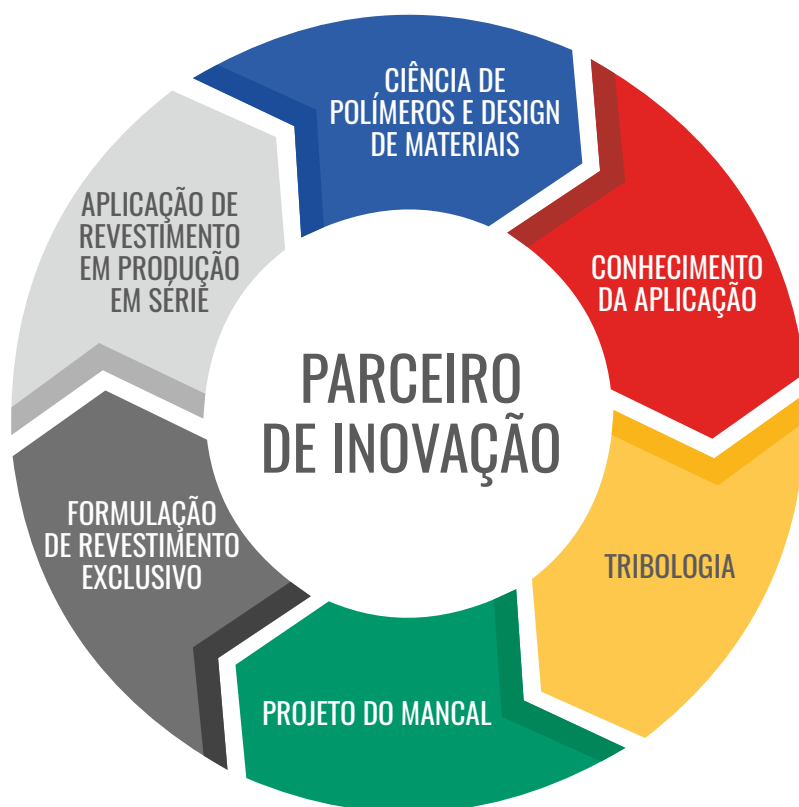 CIÊNCIA DE
POLÍMEROS E DESIGN
DE MATERIAIS
CONHECIMENTO
DA APLICAÇÃO
TRIBOLOGIA
PROJETO DO MANCAL
FORMULAÇÃO
DE REVESTIMENTO
EXCLUSIVO
APLICAÇÃO DE
REVESTIMENTO
EM PRODUÇÃO
EM SÉRIE
PARCEIRO
DE INOVAÇÃO